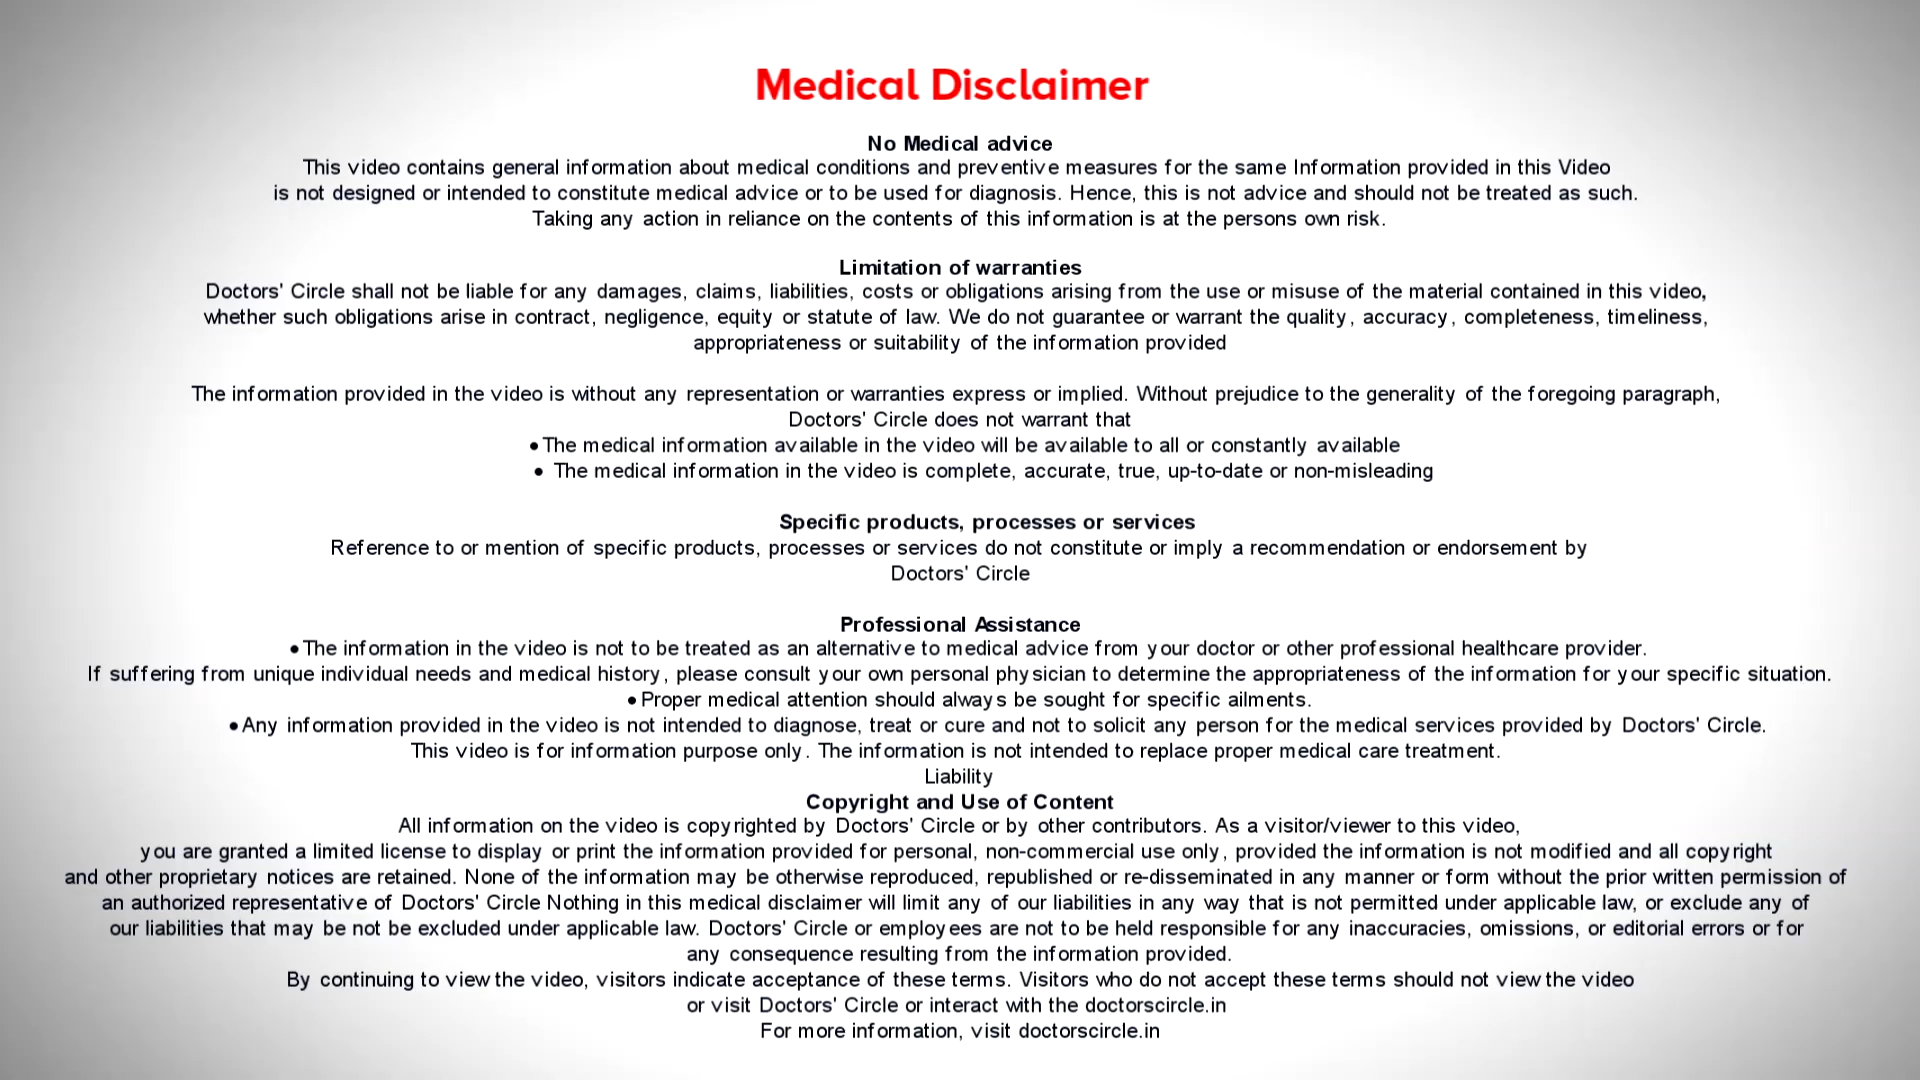 Medical Disclaimer
No Medical advice
This video contains general information about medical conditions and preventive measures for the same Information provided in this Video
is not designed or intended to constitute medical advice or to be used for diagnosis. Hence, this is not advice and should not be treated as such.
Taking any action in reliance on the contents of this information is at the persons own risk.
Limitation of warranties
Doctors' Circle shall not be liable for any damages, claims, liabilities, costs or obligations arising from the use or misuse of the material contained in this video,
whether such obligations arise in contract, negligence, equity or statute of law. We do not guarantee or warrant the quality, accuracy, completeness, timeliness,
appropriateness or suitability of the information provided
The information provided in the video is without any representation or warranties express or implied. Without prejudice to the generality of the foregoing paragraph,
Doctors' Circle does not warrant that
• The medical information available in the video will be available to all or constantly available
• The medical information in the video is complete, accurate, true, up-to-date or non-misleading
Specific products, processes or services
Reference to or mention of specific products, processes or services do not constitute or imply a recommendation or endorsement by
Doctors' Circle
Professional Assistance
• The information in the video is not to be treated as an alternative to medical advice from your doctor or other professional healthcare provider.
If suffering from unique individual needs and medical history, please consult your own personal physician to determine the appropriateness of the information for your specific situation.
• Proper medical attention should always be sought for specific ailments.
• Any information provided in the video is not intended to diagnose, treat or cure and not to solicit any person for the medical services provided by Doctors' Circle.
This video is for information purpose only. The information is not intended to replace proper medical care treatment.
Liability
Copyright and Use of Content
All information on the video is copyrighted by Doctors' Circle or by other contributors. As a visitor/viewer to this video,
you are granted a limited license to display or print the information provided for personal, non-commercial use only, provided the information is not modified and all copyright
and other proprietary notices are retained. None of the information may be otherwise reproduced, republished or re-disseminated in any manner or form without the prior written permission of
an authorized representative of Doctors' Circle Nothing in this medical disclaimer will limit any of our liabilities in any way that is not permitted under applicable law, or exclude any of
our liabilities that may be not be excluded under applicable law. Doctors' Circle or employees are not to be held responsible for any inaccuracies, omissions, or editorial errors or for
any consequence resulting from the information provided.
By continuing to view the video, visitors indicate acceptance of these terms. Visitors who do not accept these terms should not view the video
or visit Doctors' Circle or interact with the doctorscircle.in
For more information, visit doctorscircle.in